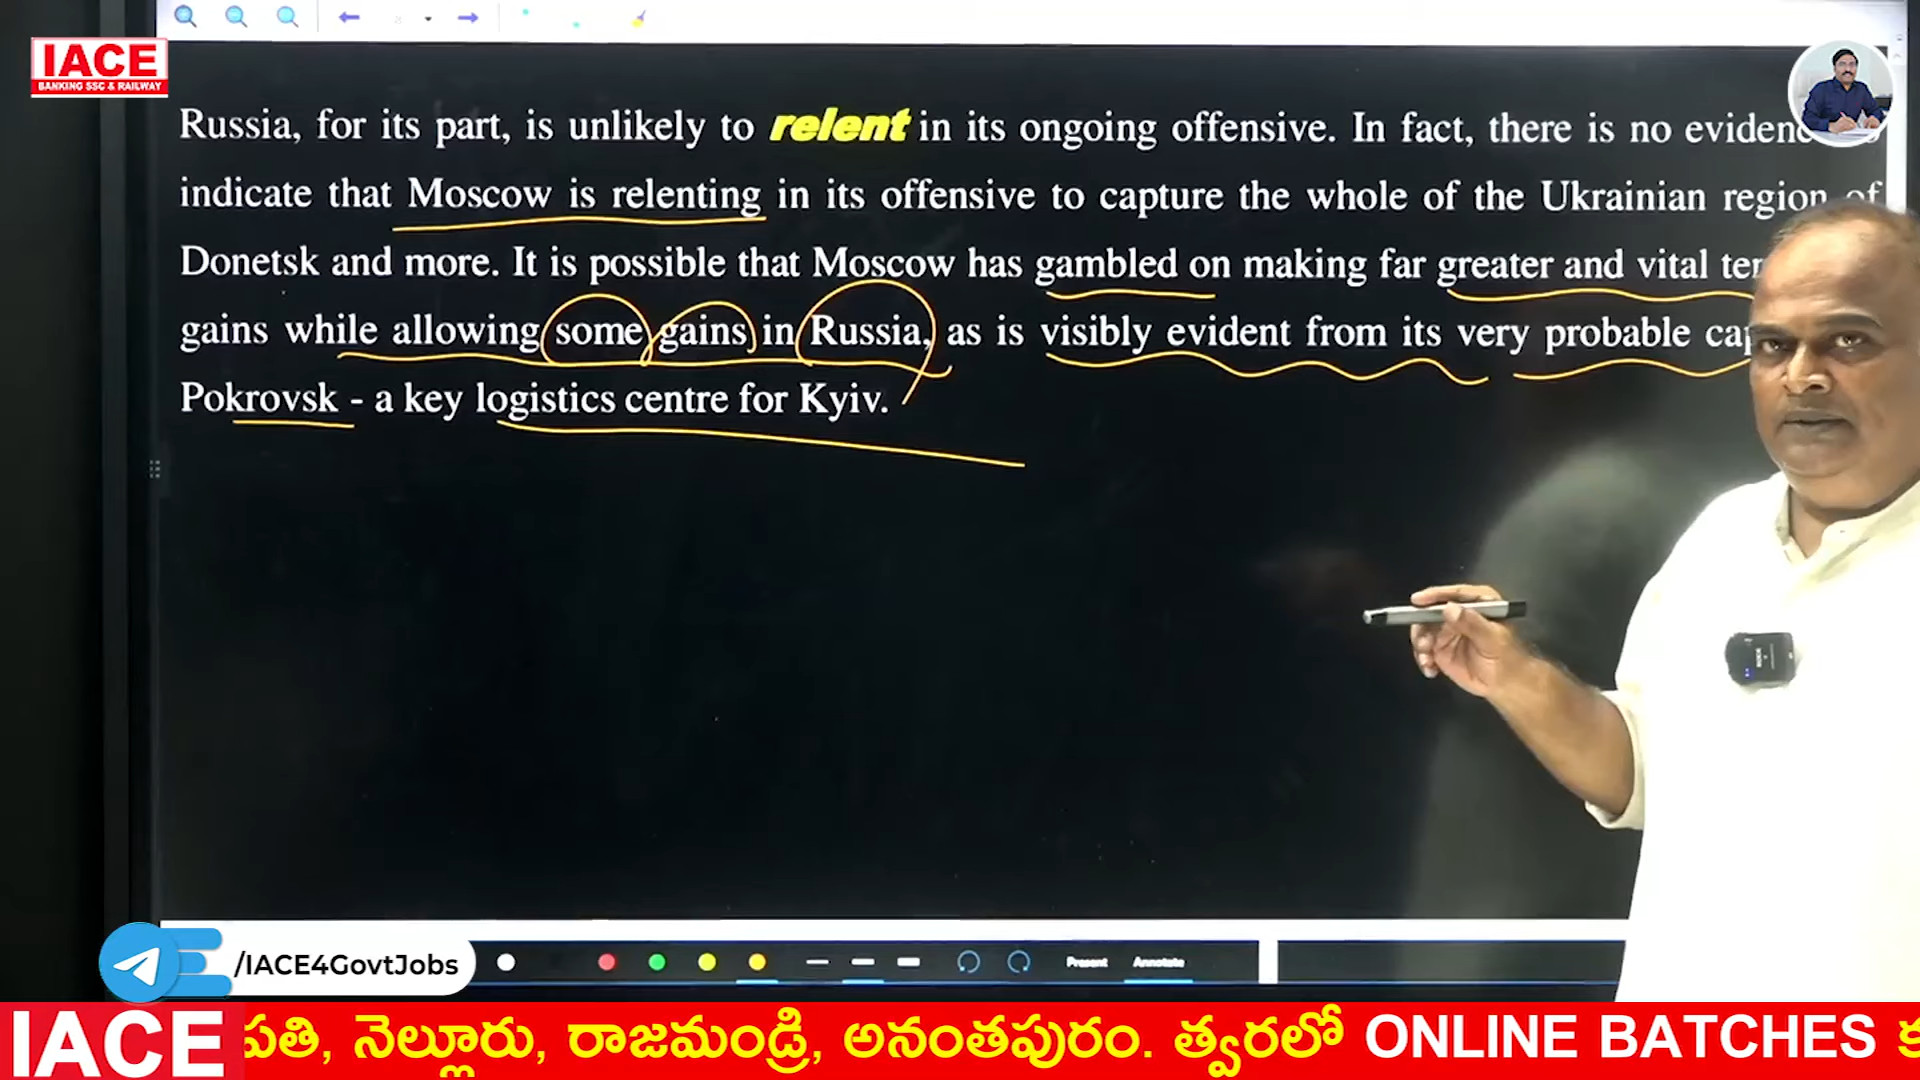 IACE
BANKING SSC & RAILWAY
Russia, for its part, is unlikely to relent in its ongoing offensive. In fact, there is no
indicate that Moscow is relenting in its offensive to capture the whole of the Ukrainian region of
Donetsk and more. It is possible that Moscow has gambled on making far greater and vital
gains while allowing some gains in Russia, as is visibly evident from its very probable
Pokrovsk - a key logistics centre for Kyiv.
/IACE4GovtJobs
Present Annotate
IACE పతి, నెల్లూరు, రాజమండ్రి, అనంతపురం. త్వరలో ONLINE BATCHES